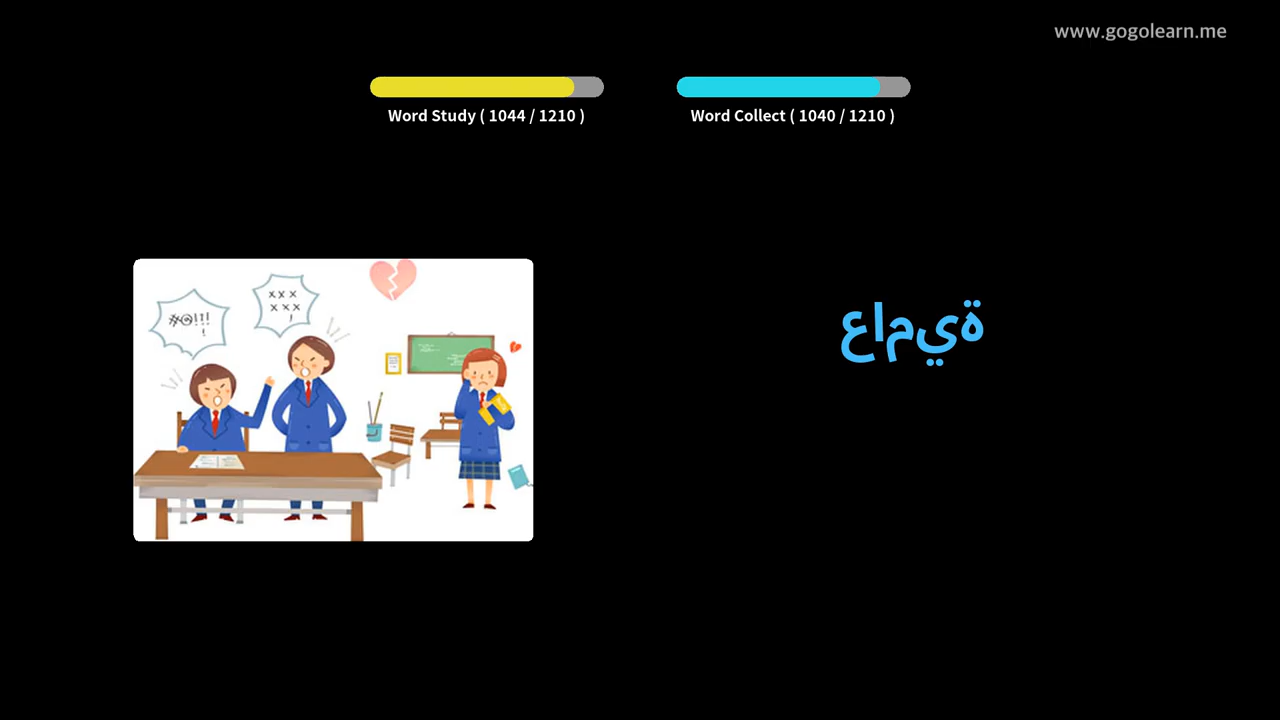 www.gogolearn.me
Word Study ( 1044 / 1210 )
Word Collect ( 1040 / 1210 )
#@!?!
!
x x x
x x x
!
عامية